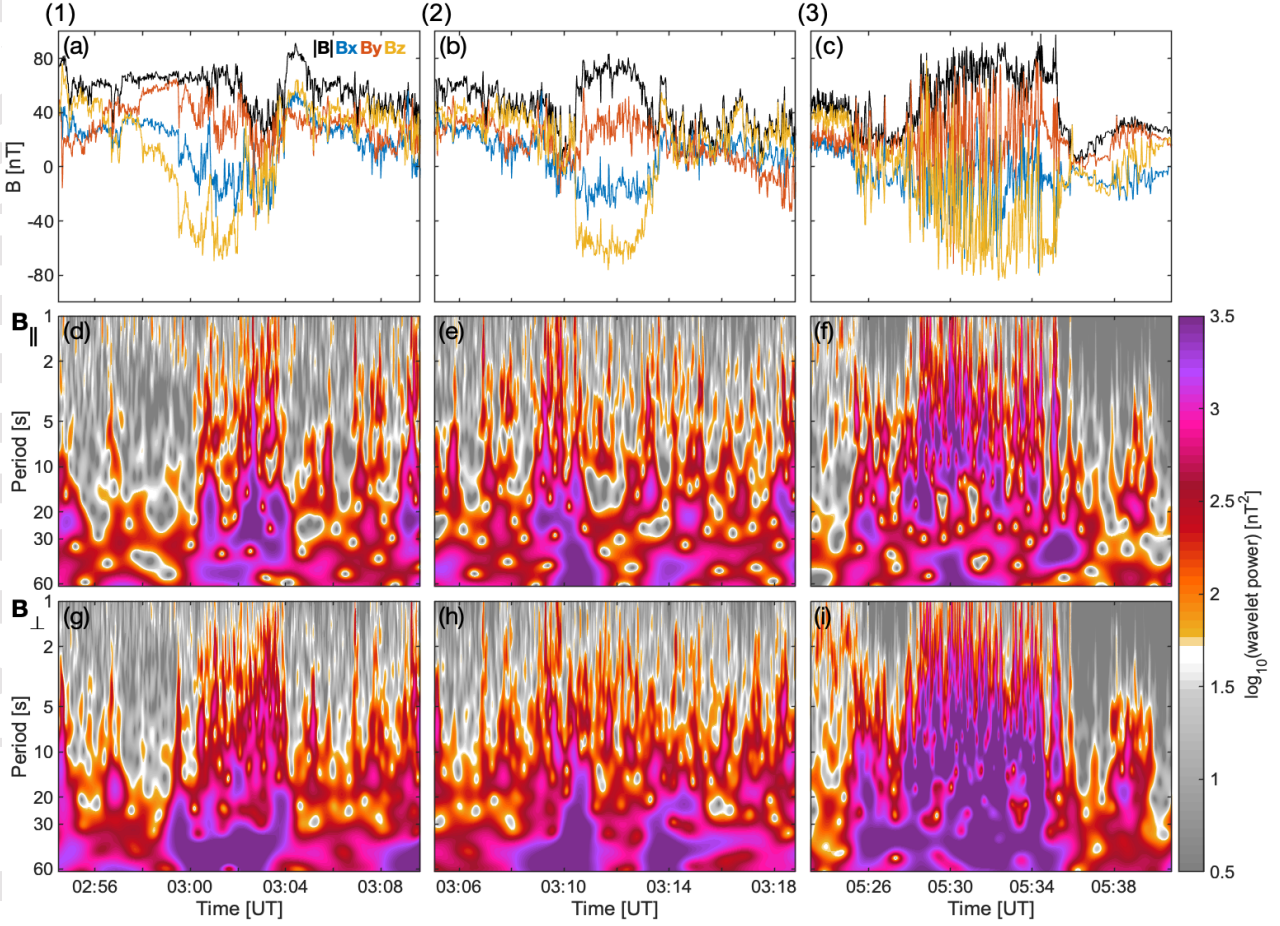 (1) (2) (3)
(a) |B| Bx By Bz (b) (c)
80
40
0
-40
-80
B [nT]
B∥ (d) (e) (f)
1
2
5
10
20
30
60
Period [s]
B⊥ (g) (h) (i)
1
2
5
10
20
30
60
Period [s]
02:56 03:00 03:04 03:08
Time [UT]
03:06 03:10 03:14 03:18
Time [UT]
05:26 05:30 05:34 05:38
Time [UT]
3.5
3
2.5
2
1.5
1
0.5
log10(wavelet power) [nT2]